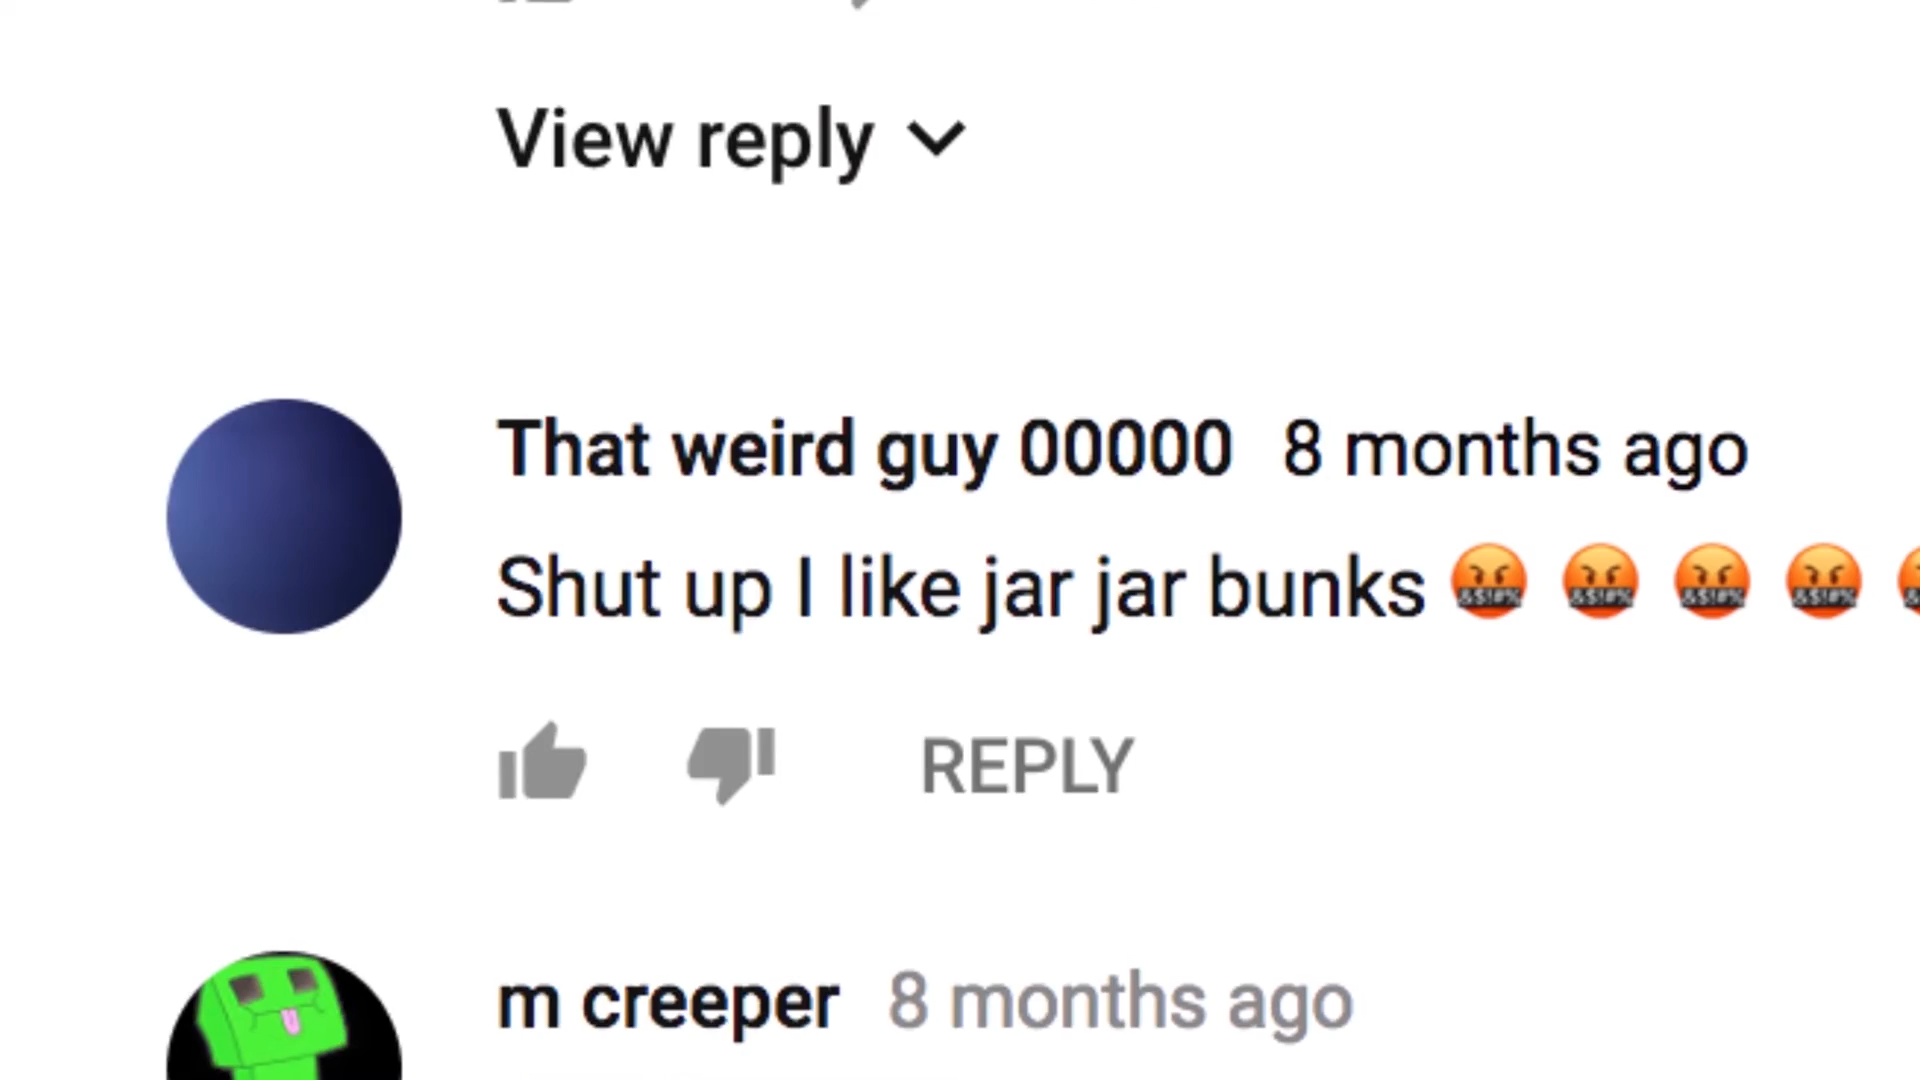 View reply
That weird guy 00000 8 months ago
Shut up I like jar jar bunks 🤬 🤬 🤬 🤬 🤬
REPLY
m creeper 8 months ago